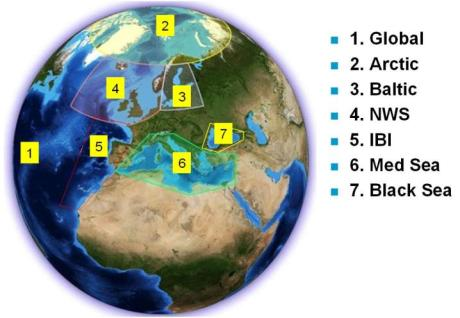 2
4
3
7
5
1
6
1. Global
2. Arctic
3. Baltic
4. NWS
5. IBI
6. Med Sea
7. Black Sea